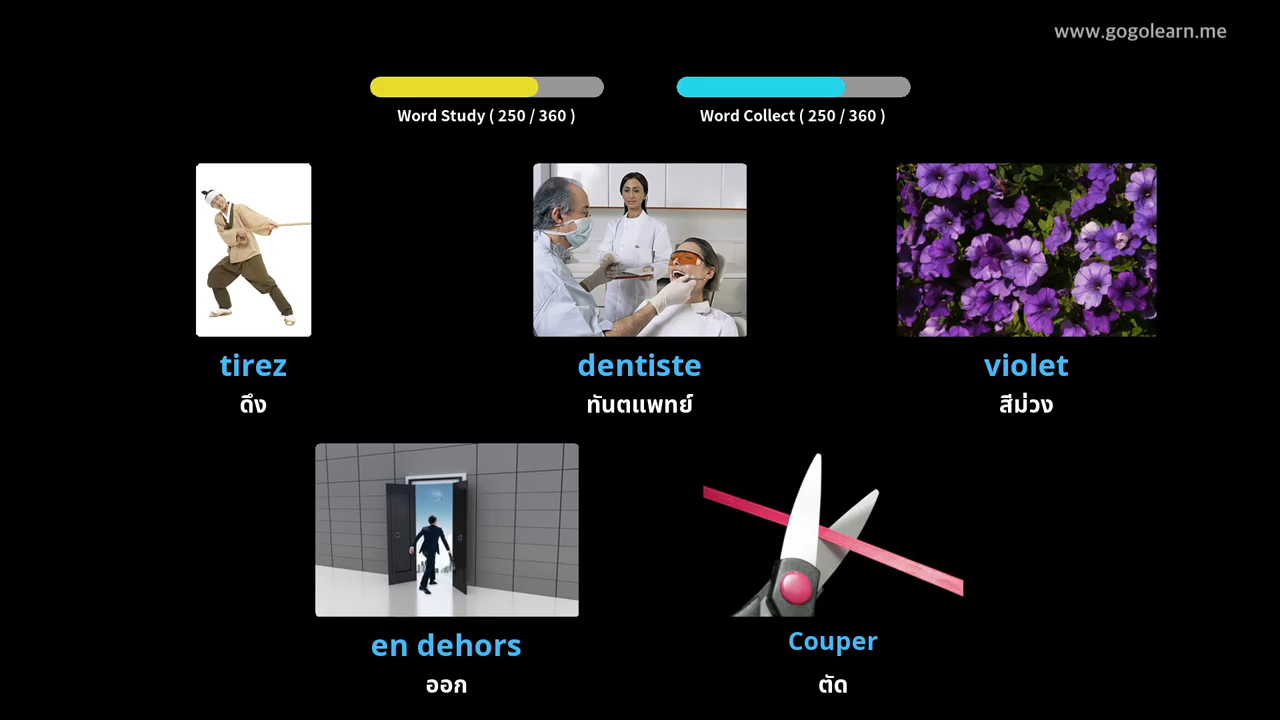 www.gogolearn.me
Word Study ( 250 / 360 )
Word Collect ( 250 / 360 )
tirez
dentiste
violet
ดึง
ทันตแพทย์
สีม่วง
en dehors
Couper
ออก
ตัด